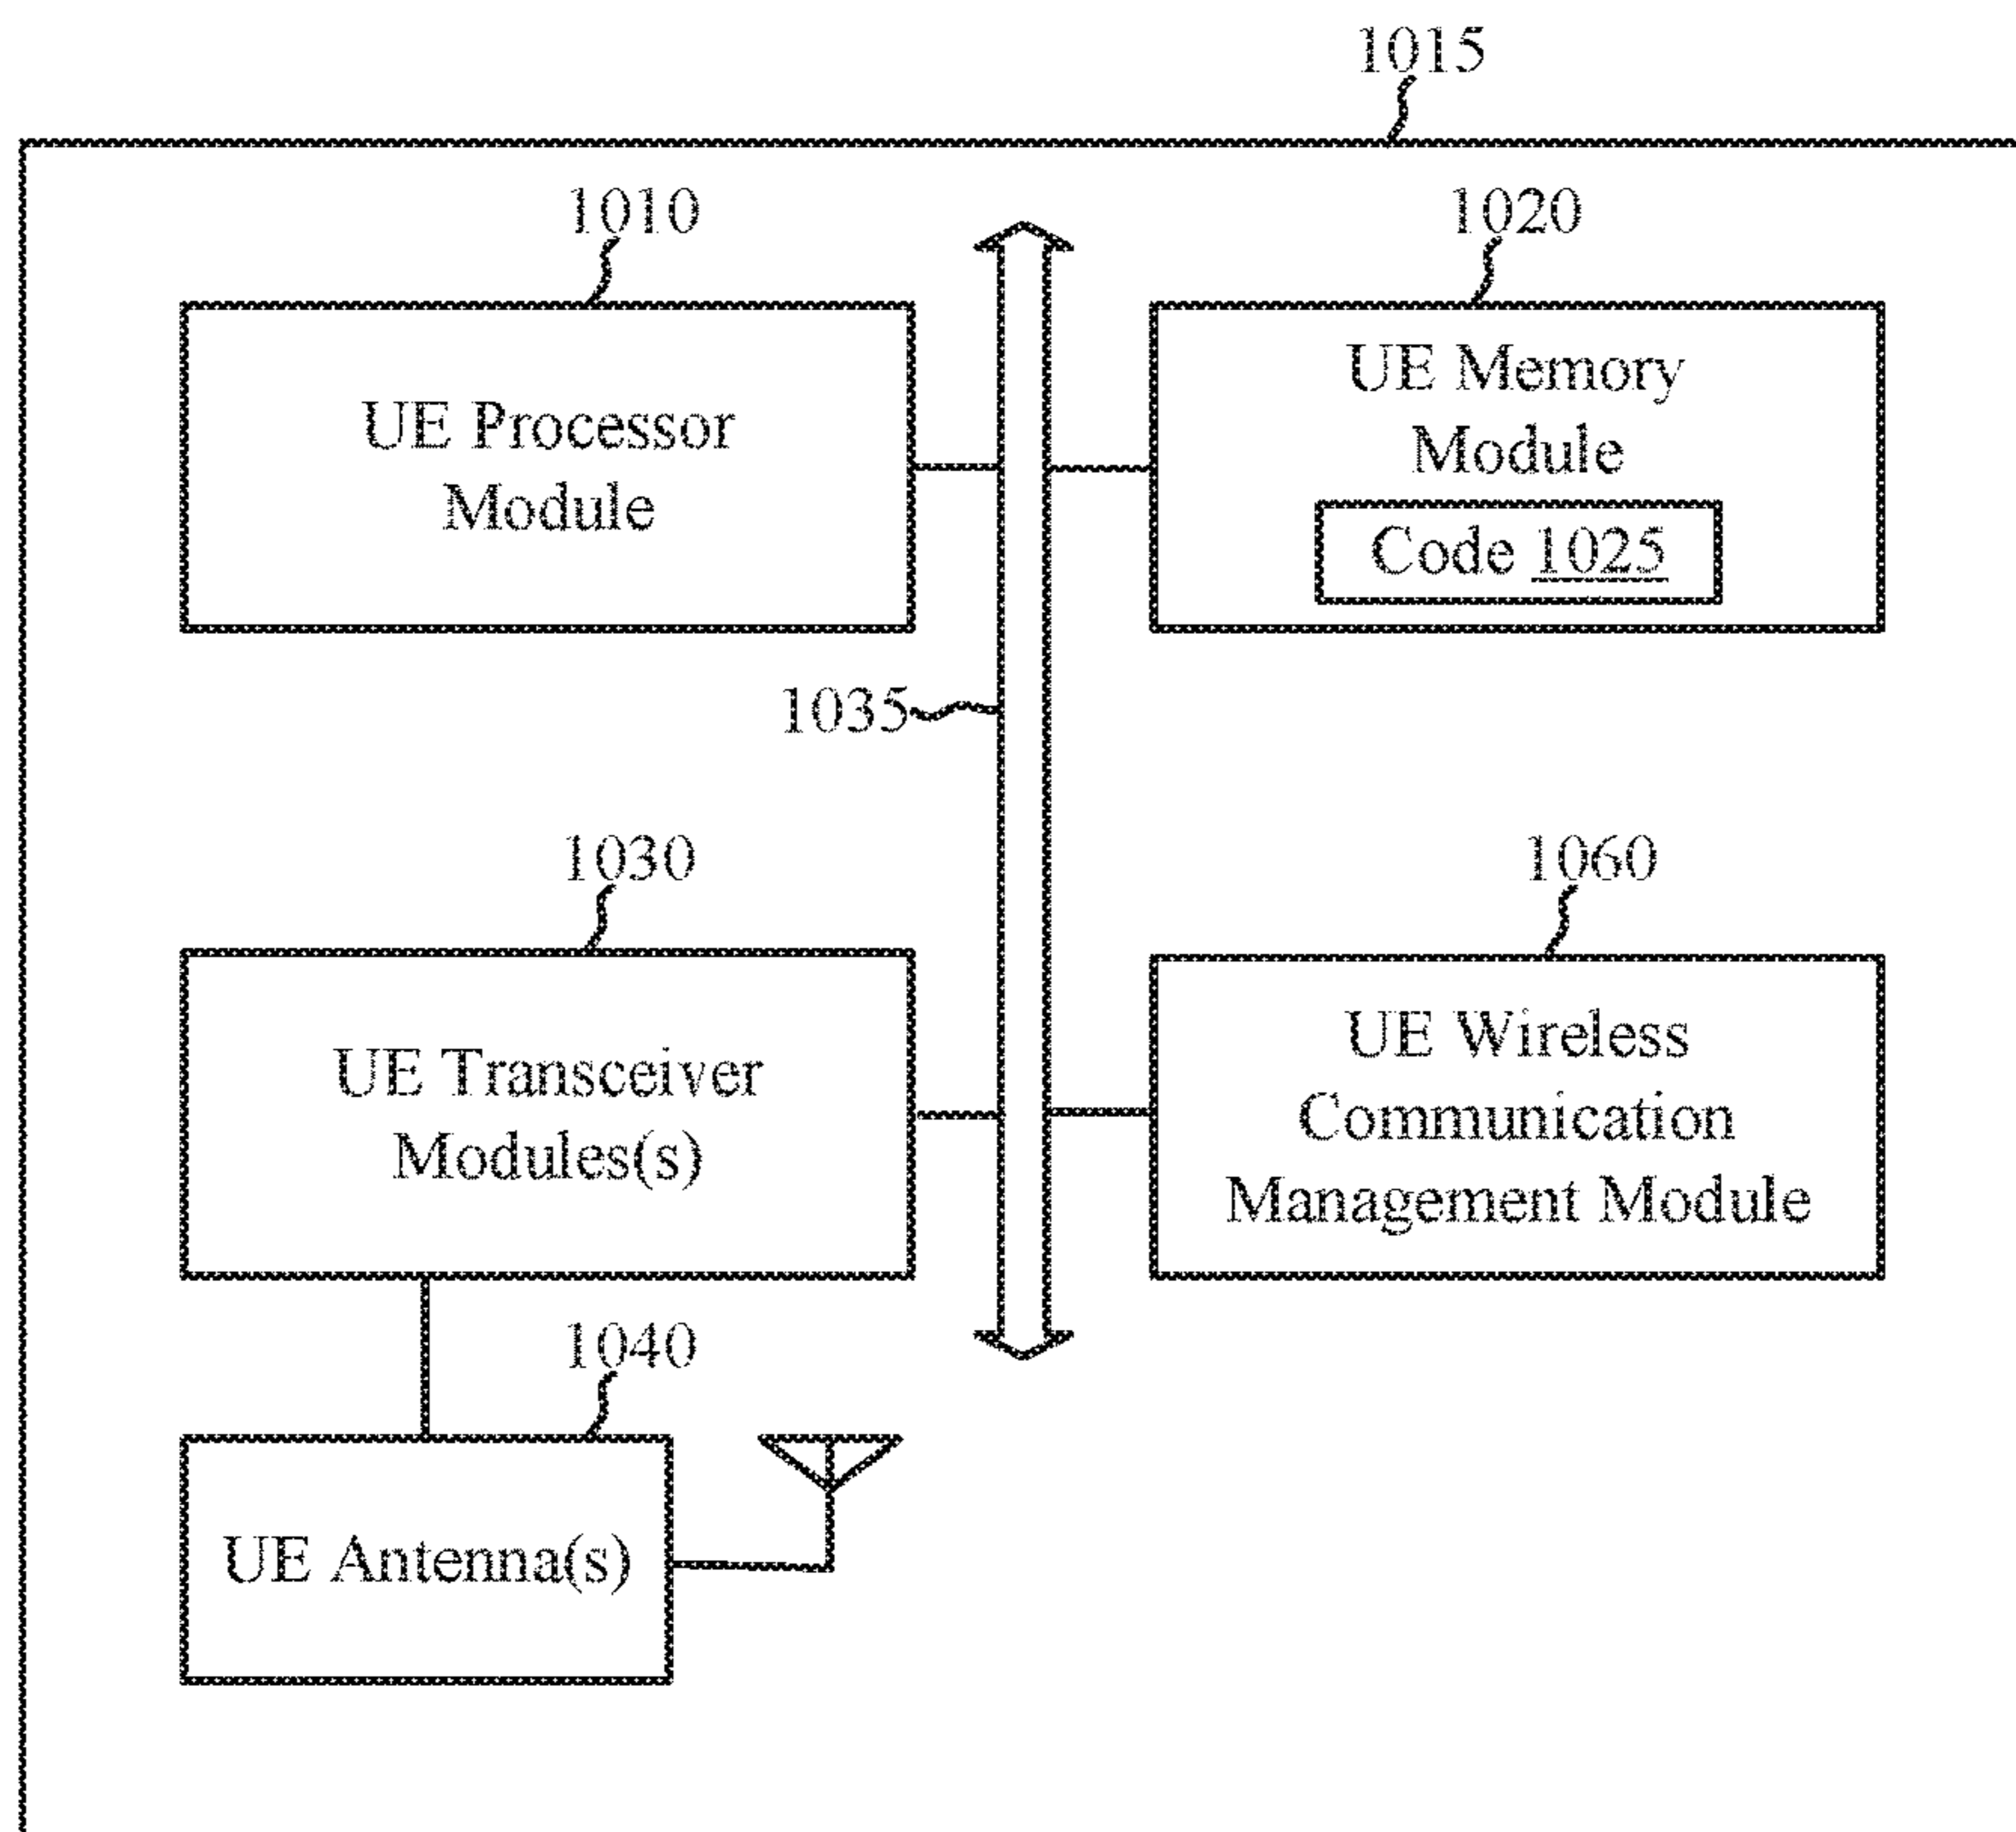 1015
1010
1020
UE Processor
Module
UE Memory
Module
Code 1025
1035
1030
1060
UE Transceiver
Modules(s)
UE Wireless
Communication
Management Module
1040
UE Antenna(s)